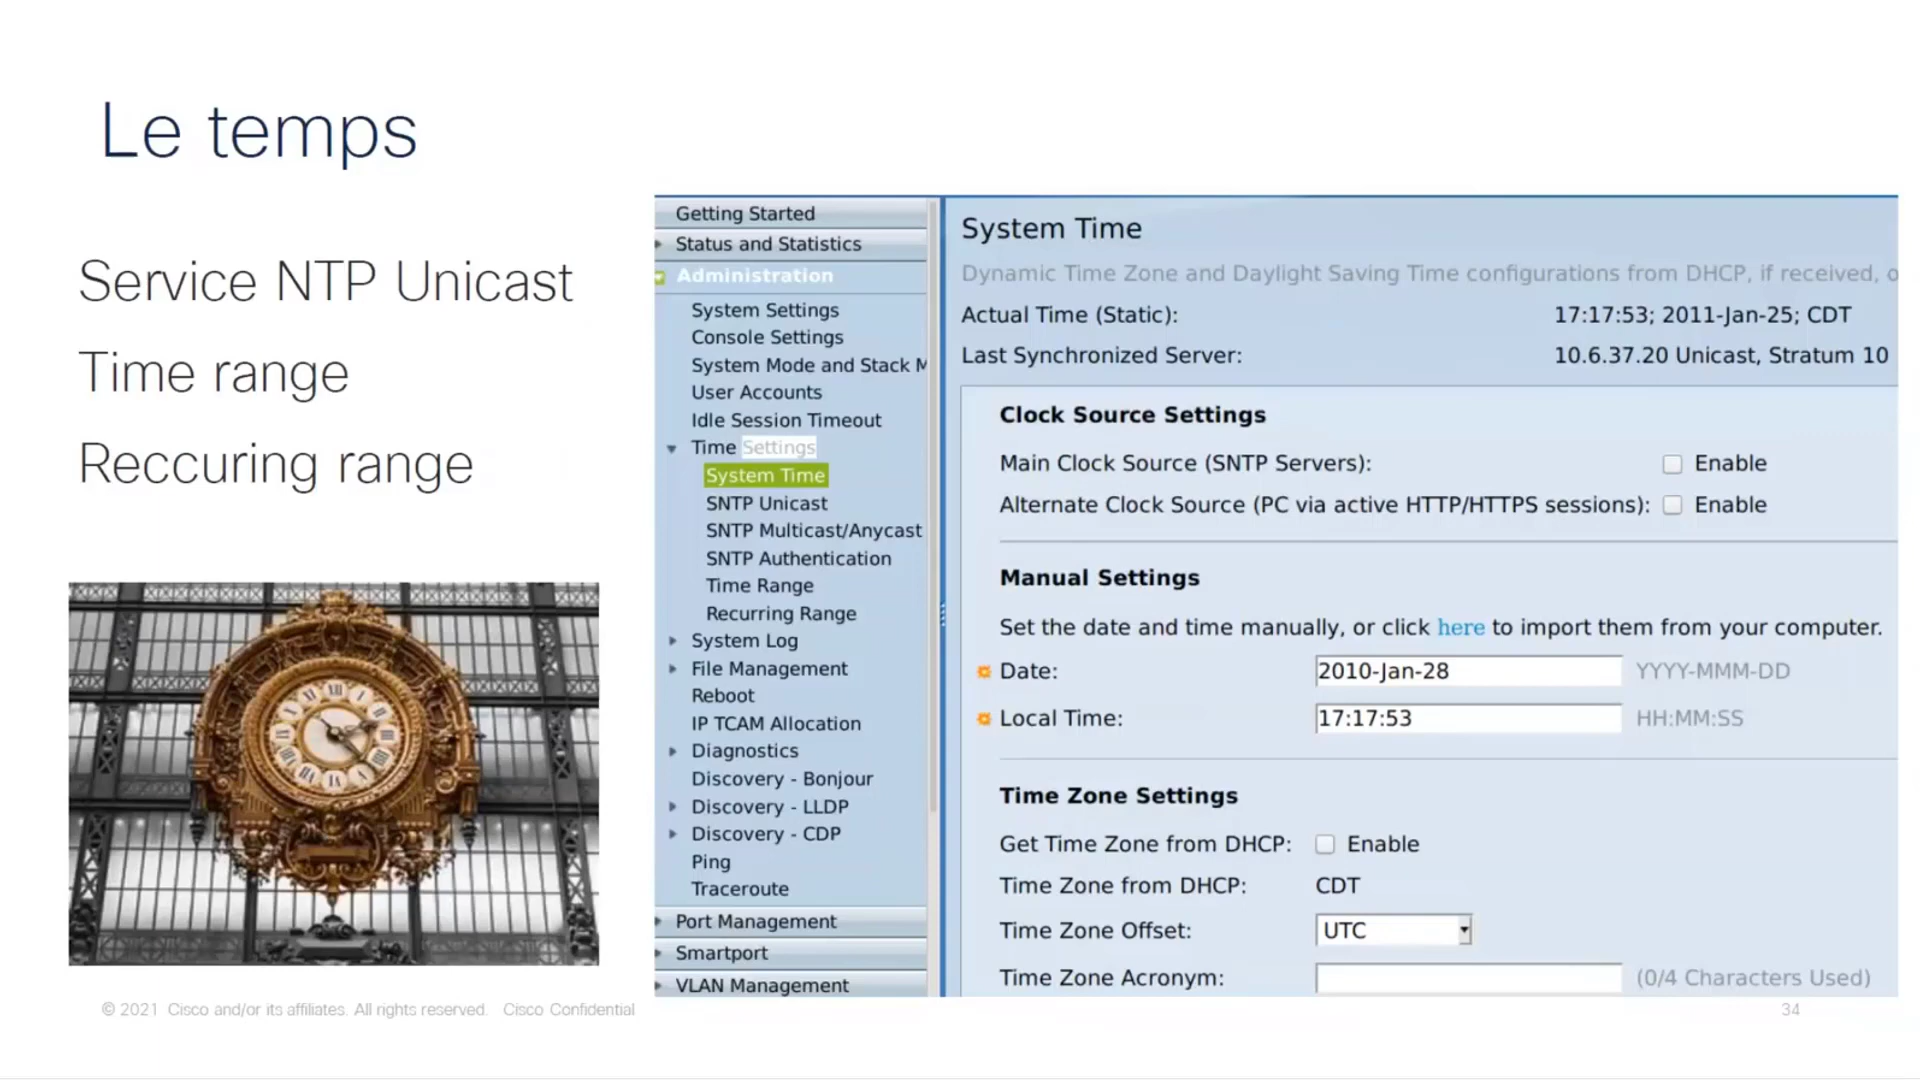 Le temps
Service NTP Unicast
Time range
Reccuring range
Getting Started
Status and Statistics
Administration
System Settings
Console Settings
System Mode and Stack M
User Accounts
Idle Session Timeout
Time Settings
System Time
SNTP Unicast
SNTP Multicast/Anycast
SNTP Authentication
Time Range
Recurring Range
System Log
File Management
Reboot
IP TCAM Allocation
Diagnostics
Discovery - Bonjour
Discovery - LLDP
Discovery - CDP
Ping
Traceroute
Port Management
Smartport
VLAN Management
System Time
Dynamic Time Zone and Daylight Saving Time configurations from DHCP, if received, o
Actual Time (Static): 17:17:53; 2011-Jan-25; CDT
Last Synchronized Server: 10.6.37.20 Unicast, Stratum 10
Clock Source Settings
Main Clock Source (SNTP Servers): Enable
Alternate Clock Source (PC via active HTTP/HTTPS sessions): Enable
Manual Settings
Set the date and time manually, or click here to import them from your computer.
Date: 2010-Jan-28 YYYY-MMM-DD
Local Time: 17:17:53 HH:MM:SS
Time Zone Settings
Get Time Zone from DHCP: Enable
Time Zone from DHCP: CDT
Time Zone Offset: UTC
Time Zone Acronym: (0/4 Characters Used)
© 2021 Cisco and/or its affiliates. All rights reserved. Cisco Confidential
34